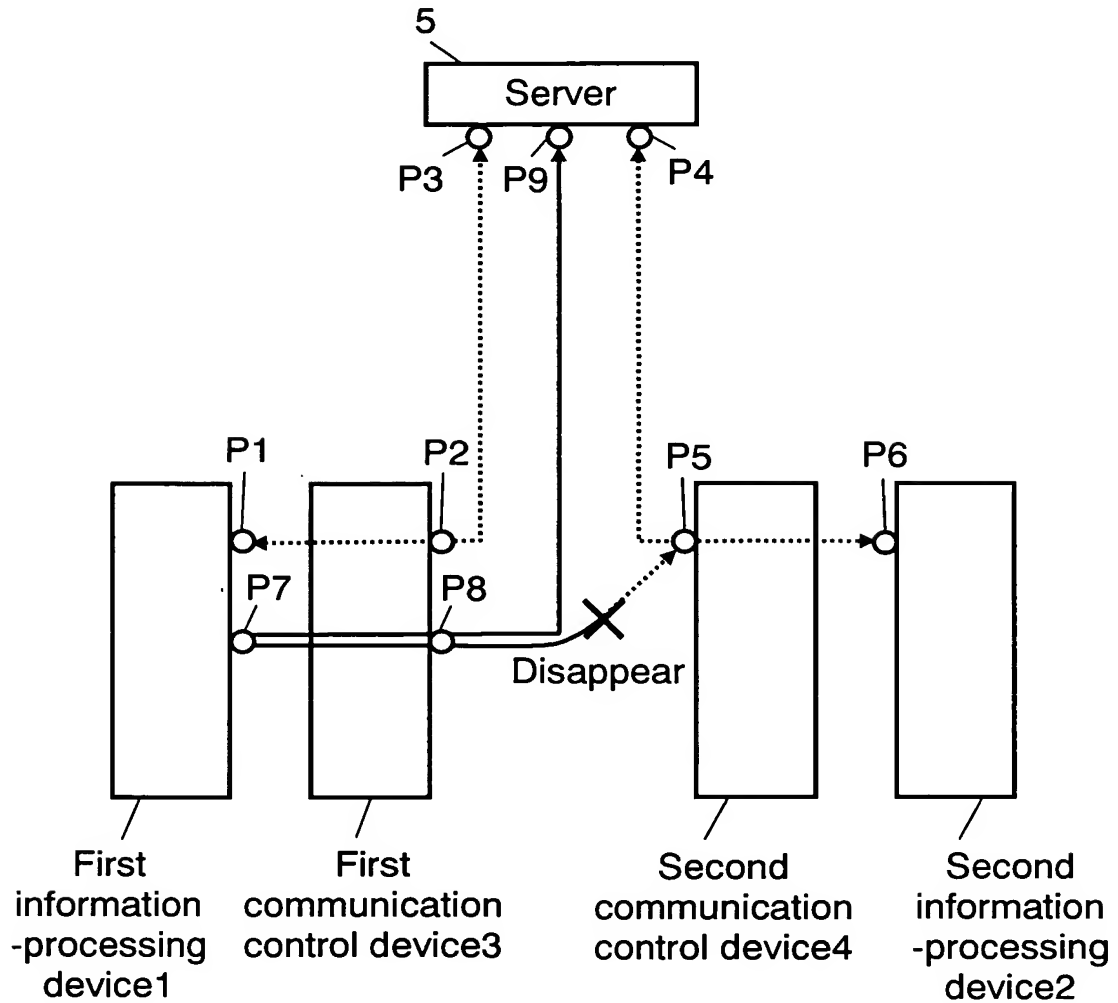 5
Server
P3
P9
P4
P1
P2
P5
P6
P7
P8
Disappear
First
information
-processing
device1
First
communication
control device3
Second
communication
control device4
Second
information
-processing
device2